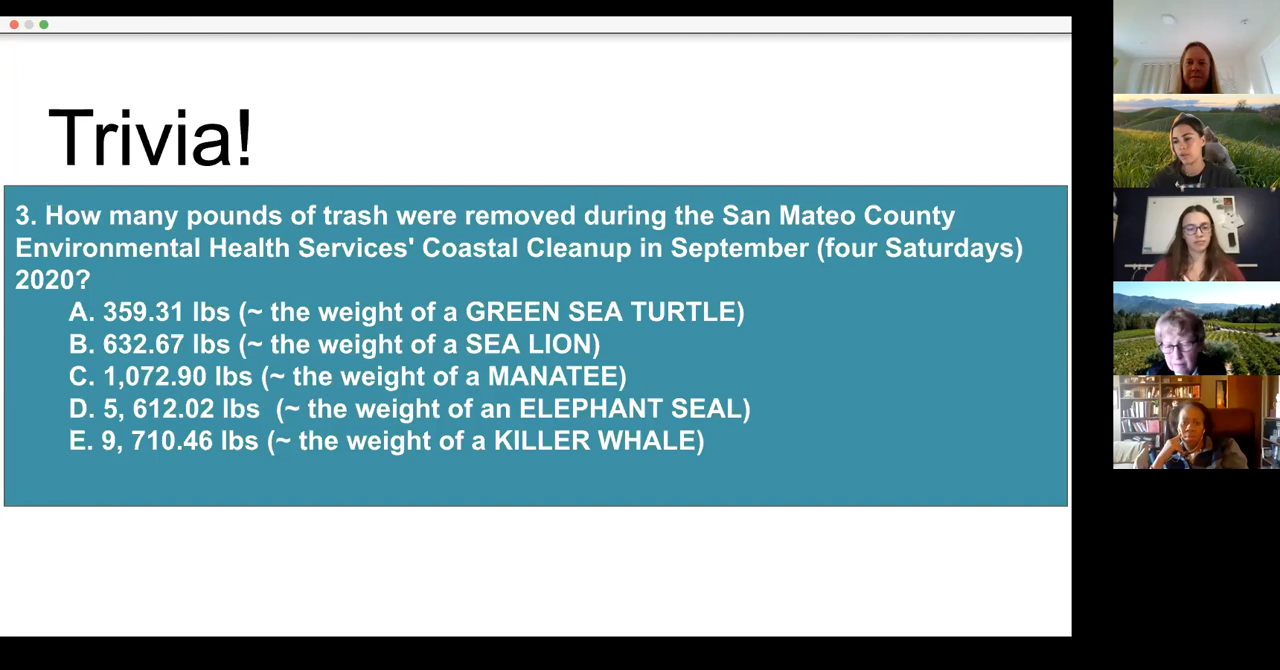 Trivia!
3. How many pounds of trash were removed during the San Mateo County
Environmental Health Services' Coastal Cleanup in September (four Saturdays)
2020?
A. 359.31 lbs (~ the weight of a GREEN SEA TURTLE)
B. 632.67 lbs (~ the weight of a SEA LION)
C. 1,072.90 lbs (~ the weight of a MANATEE)
D. 5, 612.02 lbs  (~ the weight of an ELEPHANT SEAL)
E. 9, 710.46 lbs (~ the weight of a KILLER WHALE)